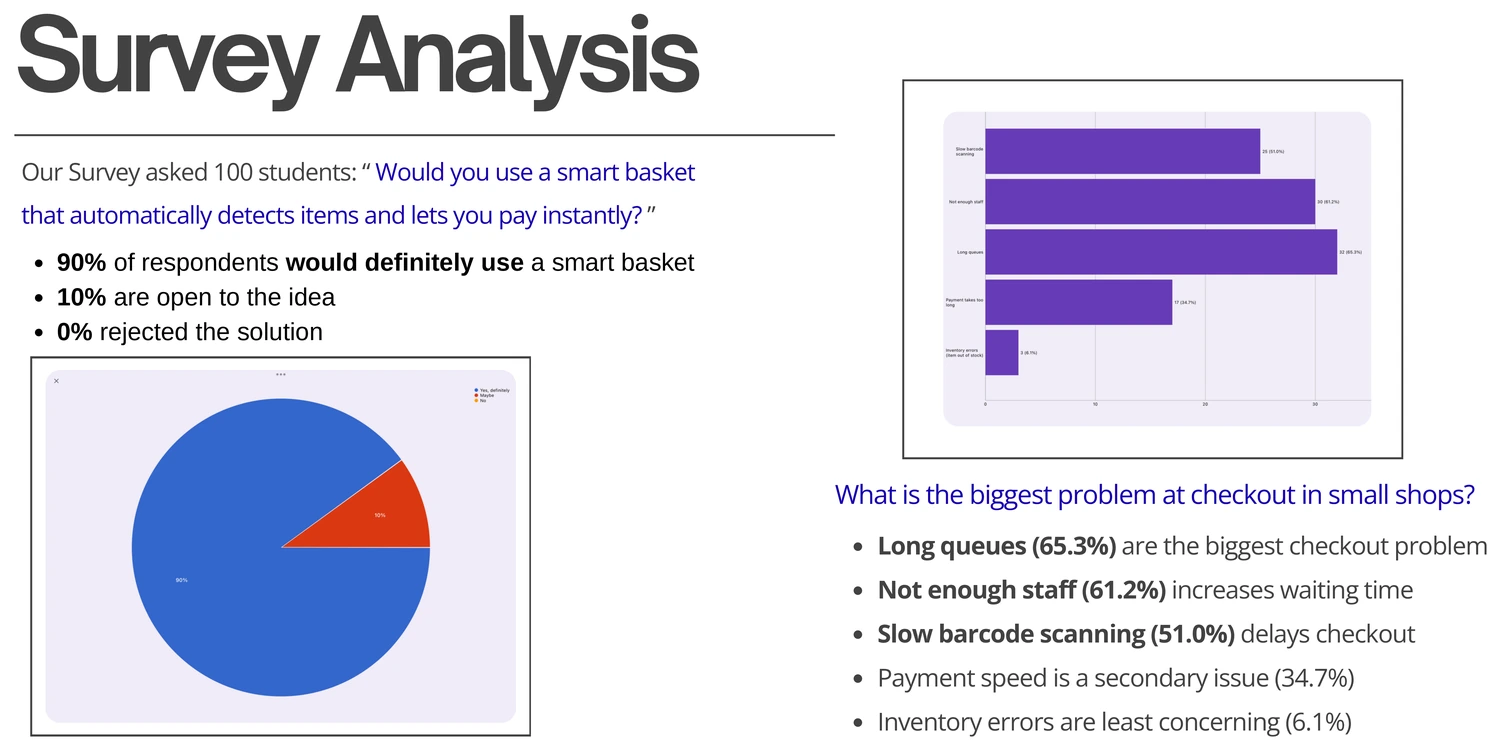 Survey Analysis
Our Survey asked 100 students: “ Would you use a smart basket
that automatically detects items and lets you pay instantly? ”
• 90% of respondents would definitely use a smart basket
• 10% are open to the idea
• 0% rejected the solution
Yes, definitely
Maybe
No
10%
90%
Slow barcode
scanning
25 (51.0%)
Not enough staff
30 (61.2%)
Long queues
32 (65.3%)
Payment takes too
long
17 (34.7%)
Inventory errors
(item out of stock)
3 (6.1%)
0 10 20 30
What is the biggest problem at checkout in small shops?
• Long queues (65.3%) are the biggest checkout problem
• Not enough staff (61.2%) increases waiting time
• Slow barcode scanning (51.0%) delays checkout
• Payment speed is a secondary issue (34.7%)
• Inventory errors are least concerning (6.1%)